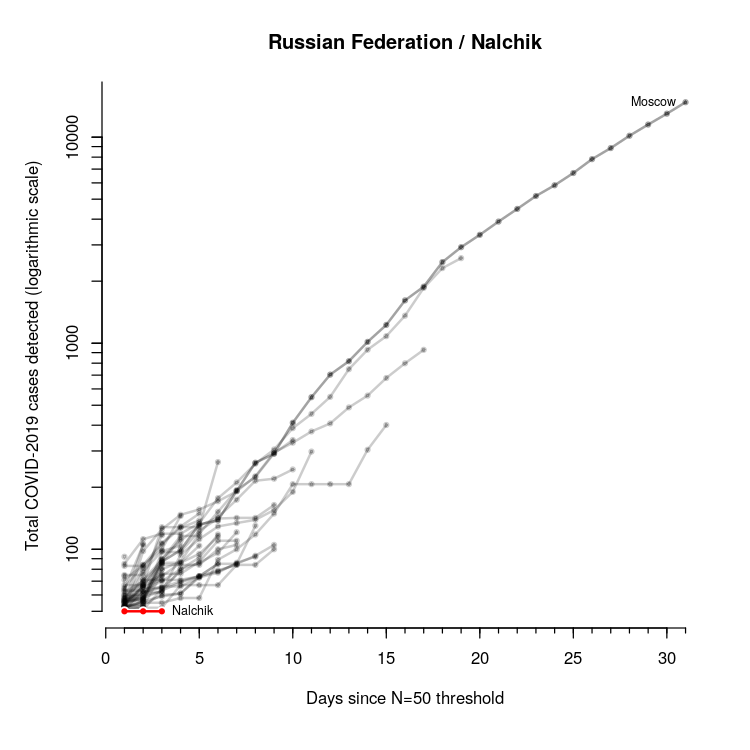 Russian Federation / Nalchik
Total COVID-2019 cases detected (logarithmic scale)
10000
1000
100
Moscow
Nalchik
0 5 10 15 20 25 30
Days since N=50 threshold